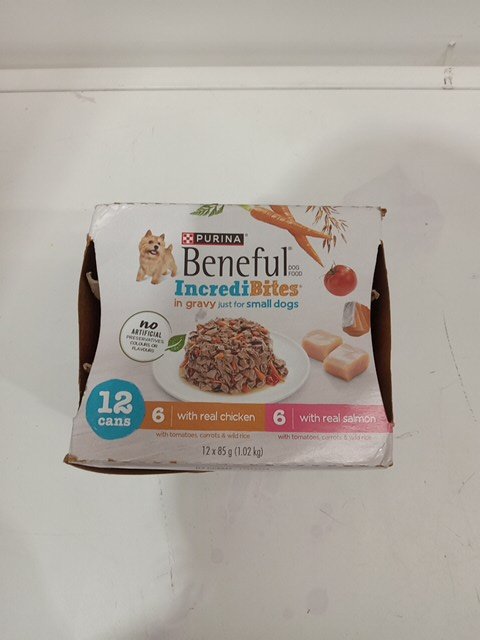 PURINA
Beneful
DOG
FOOD
IncrediBites
in gravy just for small dogs
no
ARTIFICIAL
PRESERVATIVES
COLOURS OR
FLAVOURS
12
cans
6 with real chicken
with tomatoes, carrots & wild rice
6 with real salmon
with tomatoes, carrots & wild rice
12 x 85 g (1.02 kg)